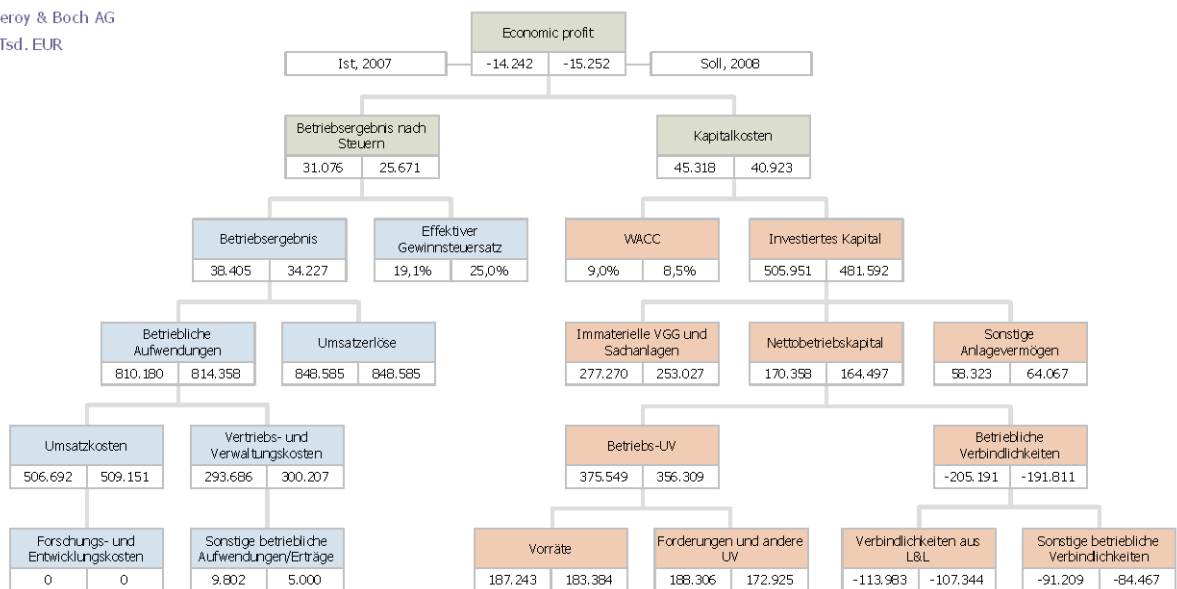 eroy & Boch AG
Tsd. EUR
Economic profit
Ist, 2007
-14.242
-15.252
Soll, 2008
Betriebsergebnis nach
Steuern
31.076
25.671
Kapitalkosten
45.318
40.923
Betriebsergebnis
38.405
34.227
Effektiver
Gewinnsteuersatz
19,1%
25,0%
WACC
9,0%
8,5%
Investiertes Kapital
505.951
481.592
Betriebliche
Aufwendungen
810.180
814.358
Umsatzerlöse
848.585
848.585
Immaterielle VGG und
Sachanlagen
277.270
253.027
Nettobetriebskapital
170.358
164.497
Sonstige
Anlagevermögen
58.323
64.067
Umsatzkosten
506.692
509.151
Vertriebs- und
Verwaltungskosten
293.686
300.207
Betriebs-UV
375.549
356.309
Betriebliche
Verbindlichkeiten
-205.191
-191.811
Forschungs- und
Entwicklungskosten
0
0
Sonstige betriebliche
Aufwendungen/Erträge
9.802
5.000
Vorräte
187.243
183.384
Forderungen und andere
UV
188.306
172.925
Verbindlichkeiten aus
L&L
-113.983
-107.344
Sonstige betriebliche
Verbindlichkeiten
-91.209
-84.467